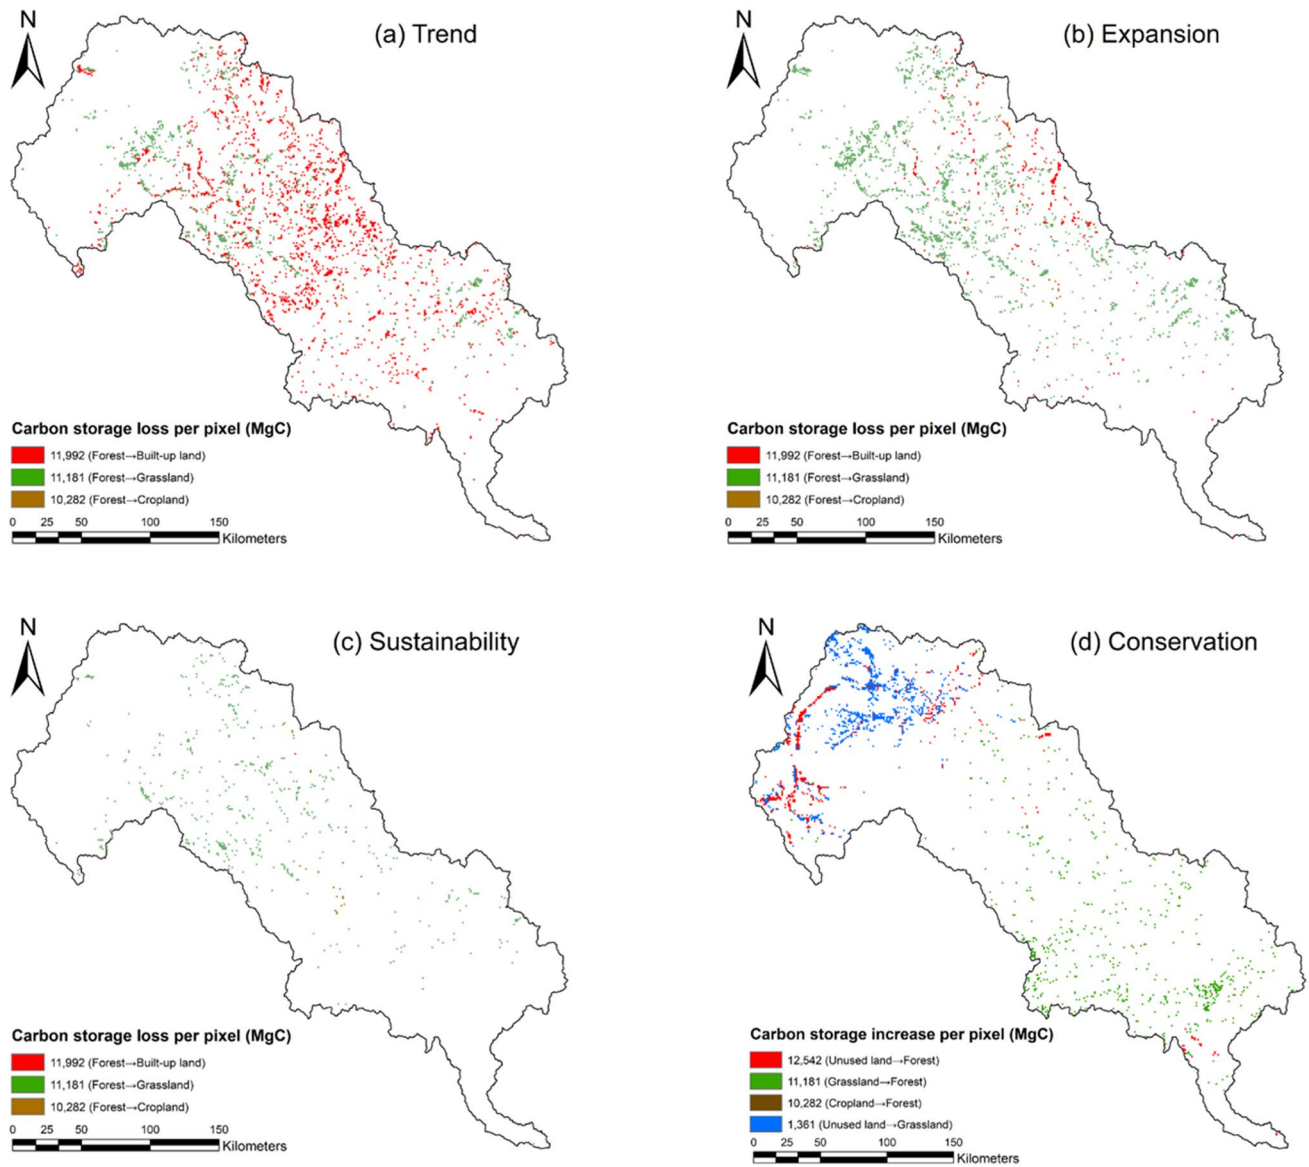 N
(a) Trend
Carbon storage loss per pixel (MgC)
11,992 (Forest→Built-up land)
11,181 (Forest→Grassland)
10,282 (Forest→Cropland)
0 25 50 100 150
Kilometers
N
(b) Expansion
Carbon storage loss per pixel (MgC)
11,992 (Forest→Built-up land)
11,181 (Forest→Grassland)
10,282 (Forest→Cropland)
0 25 50 100 150
Kilometers
N
(c) Sustainability
Carbon storage loss per pixel (MgC)
11,992 (Forest→Built-up land)
11,181 (Forest→Grassland)
10,282 (Forest→Cropland)
0 25 50 100 150
Kilometers
N
(d) Conservation
Carbon storage increase per pixel (MgC)
12,542 (Unused land→Forest)
11,181 (Grassland→Forest)
10,282 (Cropland→Forest)
1,361 (Unused land→Grassland)
0 25 50 100 150
Kilometers